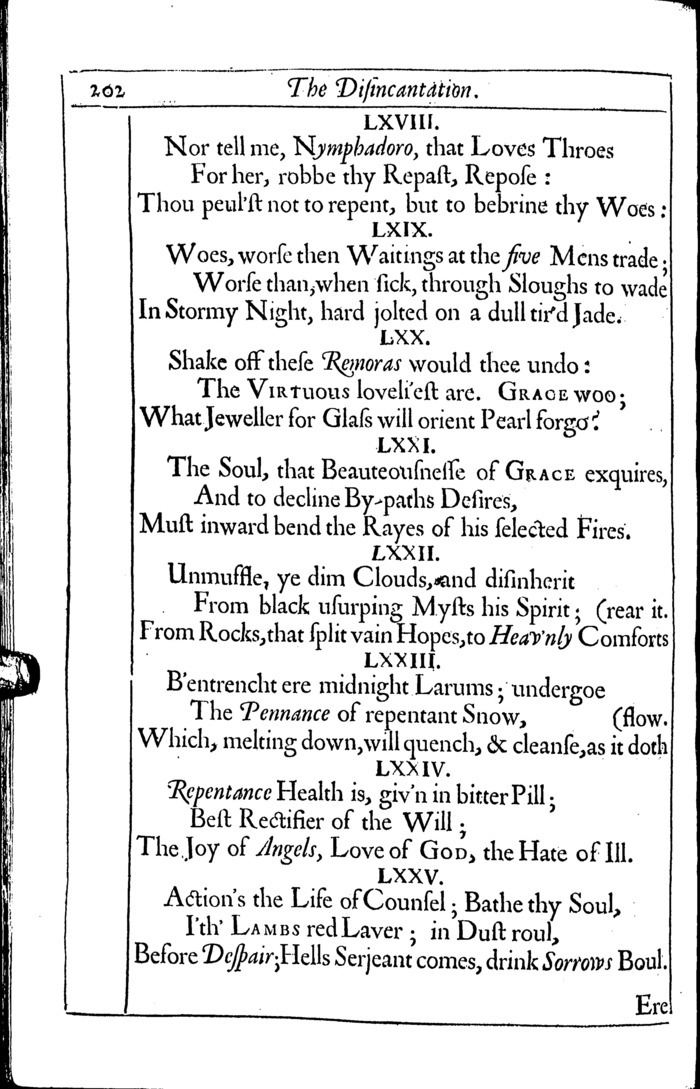 202 The Diſincantation.
LXVIII.
Nor tell me, Nymphadoro, that Loves Throes
For her, robbe thy Repaſt, Repoſe :
Thou peul'ſt not to repent, but to bebrine thy Woes :
LXIX.
Woes, worſe then Waitings at the five Mens trade ;
Worſe than, when ſick, through Sloughs to wade
In Stormy Night, hard jolted on a dull tir'd Jade.
LXX.
Shake off theſe Remoras would thee undo :
The VIRTUOUS loveli'eſt are. GRACE woo ;
What Jeweller for Glaſs will orient Pearl forgo?
LXXI.
The Soul, that Beauteouſneſſe of GRACE exquires,
And to decline By-paths Deſires,
Muſt inward bend the Rayes of his ſelected Fires.
LXXII.
Unmuffle, ye dim Clouds, and diſinherit
From black uſurping Myſts his Spirit ; (rear it.
From Rocks, that ſplit vain Hopes, to Heav'nly Comforts
LXXIII.
B'entrencht ere midnight Larums ; undergoe
The Pennance of repentant Snow, (flow.
Which, melting down, will quench, & cleanſe, as it doth
LXXIV.
Repentance Health is, giv'n in bitter Pill ;
Beſt Rectifier of the Will ;
The Joy of Angels, Love of GOD, the Hate of Ill.
LXXV.
Action's the Life of Counſel ; Bathe thy Soul,
I'th' LAMBS red Laver ; in Duſt roul,
Before Deſpair ; Hells Serjeant comes, drink Sorrows Boul.
Ere